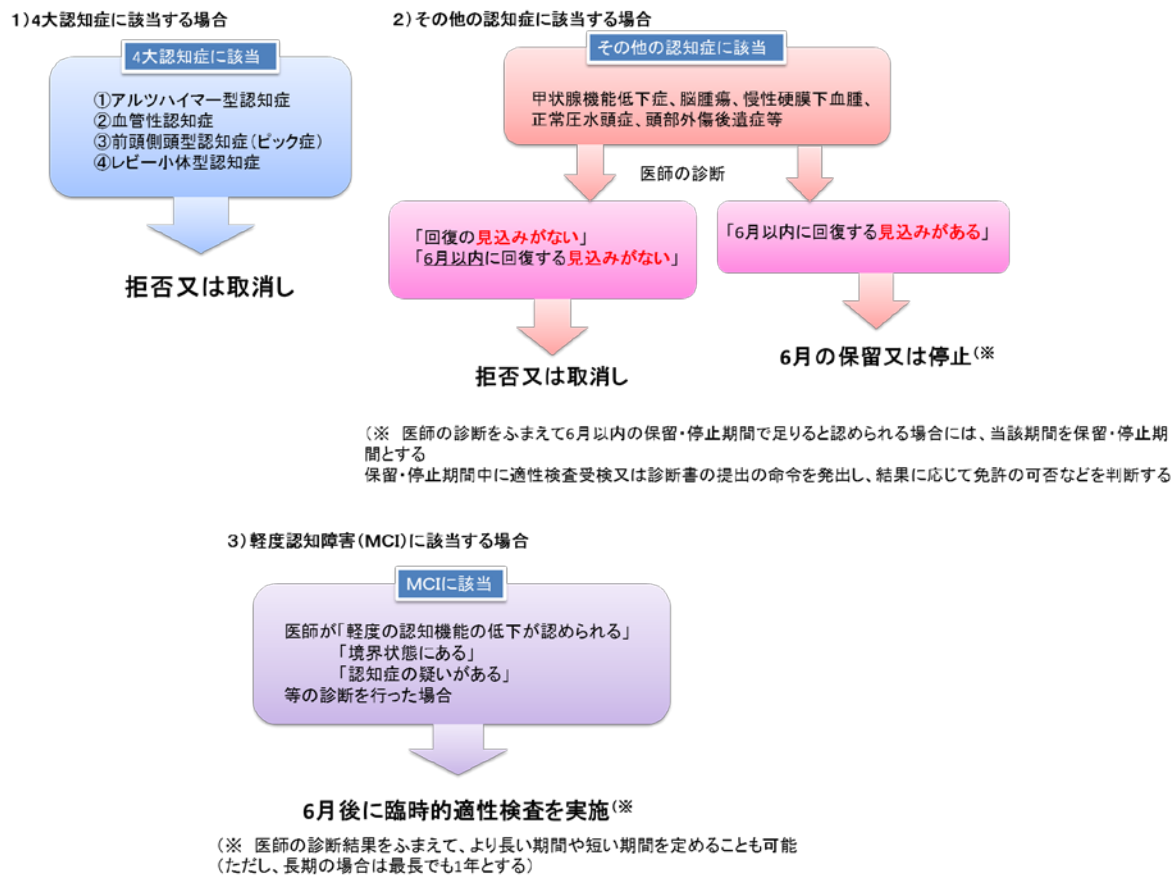 1)4大認知症に該当する場合
4大認知症に該当
①アルツハイマー型認知症
②血管性認知症
③前頭側頭型認知症(ピック症)
④レビー小体型認知症
拒否又は取消し
2)その他の認知症に該当する場合
その他の認知症に該当
甲状腺機能低下症、脳腫瘍、慢性硬膜下血腫、
正常圧水頭症、頭部外傷後遺症等
医師の診断
「回復の見込みがない」
「6月以内に回復する見込みがない」
拒否又は取消し
「6月以内に回復する見込みがある」
6月の保留又は停止(※
(※ 医師の診断をふまえて6月以内の保留・停止期間で足りると認められる場合には、当該期間を保留・停止期
間とする
保留・停止期間中に適性検査受検又は診断書の提出の命令を発出し、結果に応じて免許の可否などを判断する
3)軽度認知障害(MCI)に該当する場合
MCIに該当
医師が「軽度の認知機能の低下が認められる」
「境界状態にある」
「認知症の疑いがある」
等の診断を行った場合
6月後に臨時的適性検査を実施(※
(※ 医師の診断結果をふまえて、より長い期間や短い期間を定めることも可能
(ただし、長期の場合は最長でも1年とする)